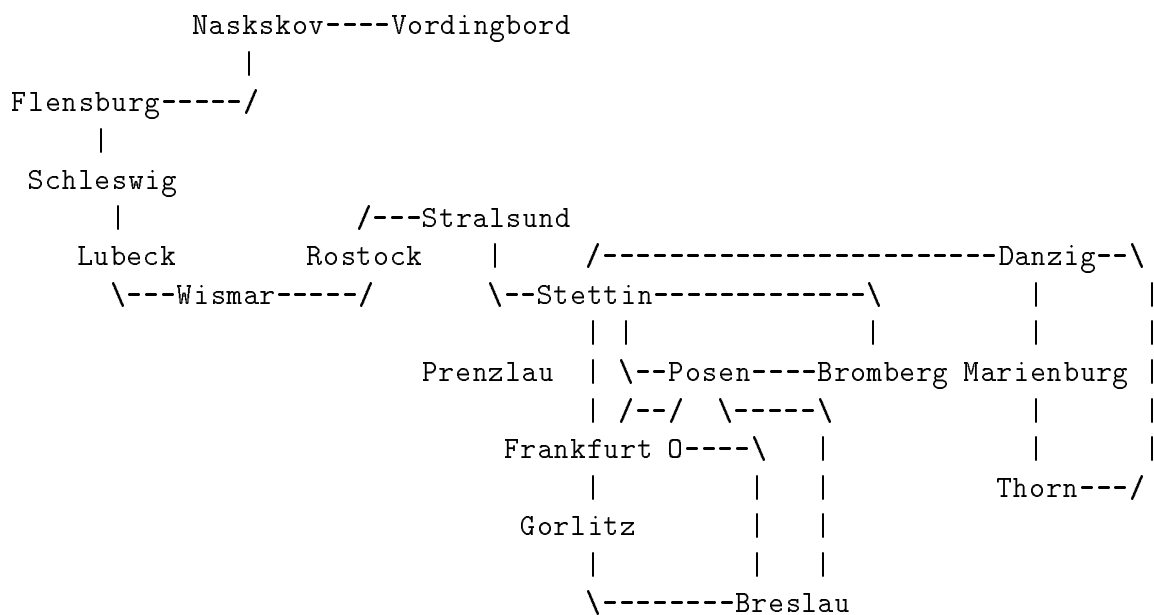 Naskskov----Vordingbord
|
Flensburg-----/
|
Schleswig
| /---Stralsund
Lubeck Rostock | /------------------------Danzig--\
\---Wismar-----/ \--Stettin-------------\ | |
| | | | |
Prenzlau | \--Posen----Bromberg Marienburg |
| /--/ \-----\ | |
Frankfurt O----\ | | |
| | | Thorn---/
Gorlitz | |
| | |
\--------Breslau